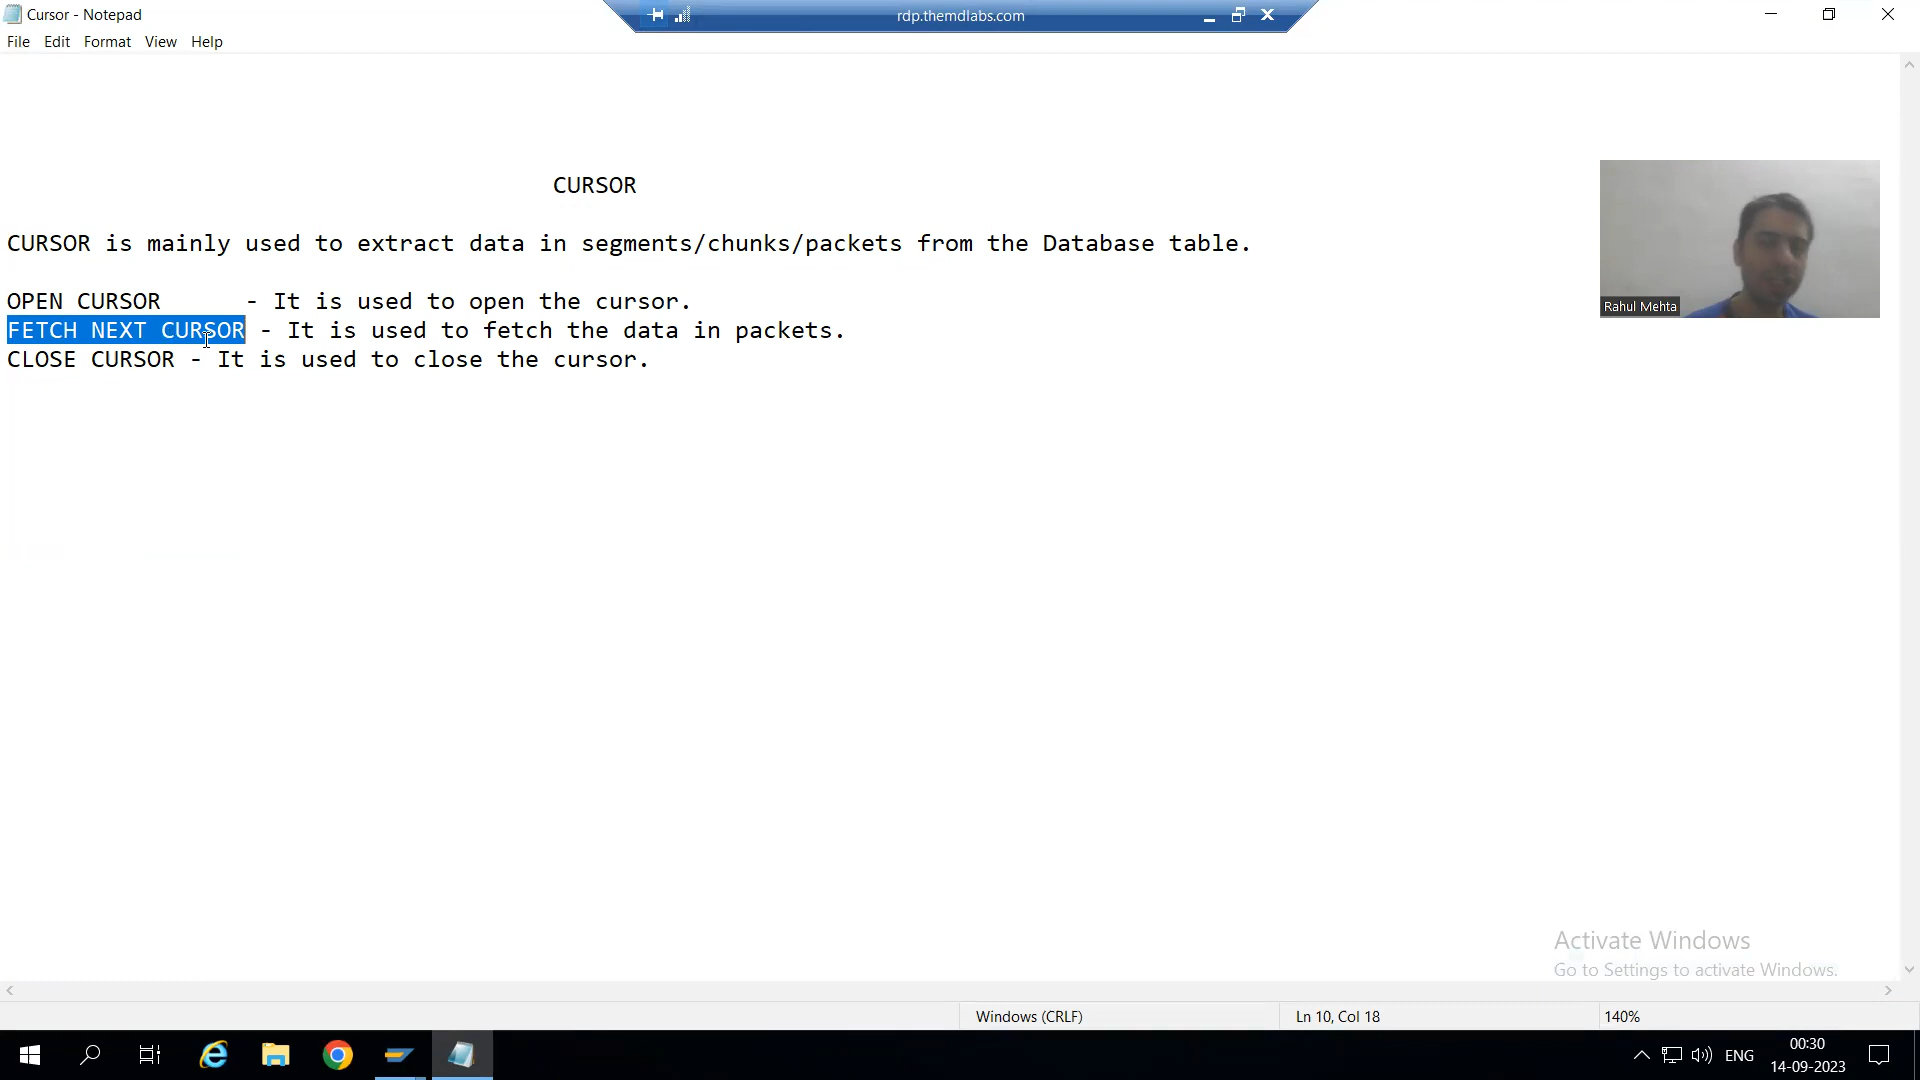 Cursor - Notepad
rdp.themdlabs.com
File Edit Format View Help
CURSOR
CURSOR is mainly used to extract data in segments/chunks/packets from the Database table.
OPEN CURSOR - It is used to open the cursor.
FETCH NEXT CURSOR - It is used to fetch the data in packets.
CLOSE CURSOR - It is used to close the cursor.
Rahul Mehta
Activate Windows
Go to Settings to activate Windows.
Windows (CRLF) Ln 10, Col 18 140%
ENG
00:30
14-09-2023